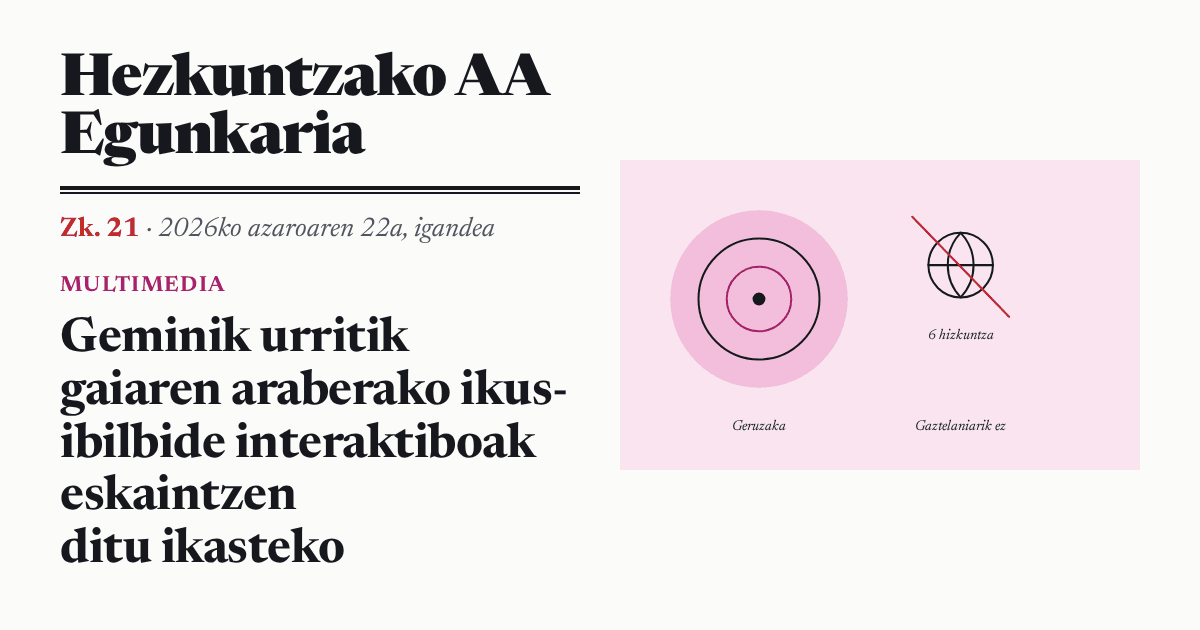 Hezkuntzako AA
Egunkaria
Zk. 21 · 2026ko azaroaren 22a, igandea
MULTIMEDIA
Geminik urritik
gaiaren araberako ikus-
ibilbide interaktiboak
eskaintzen
ditu ikasteko
6 hizkuntza
Geruzaka
Gaztelaniarik ez